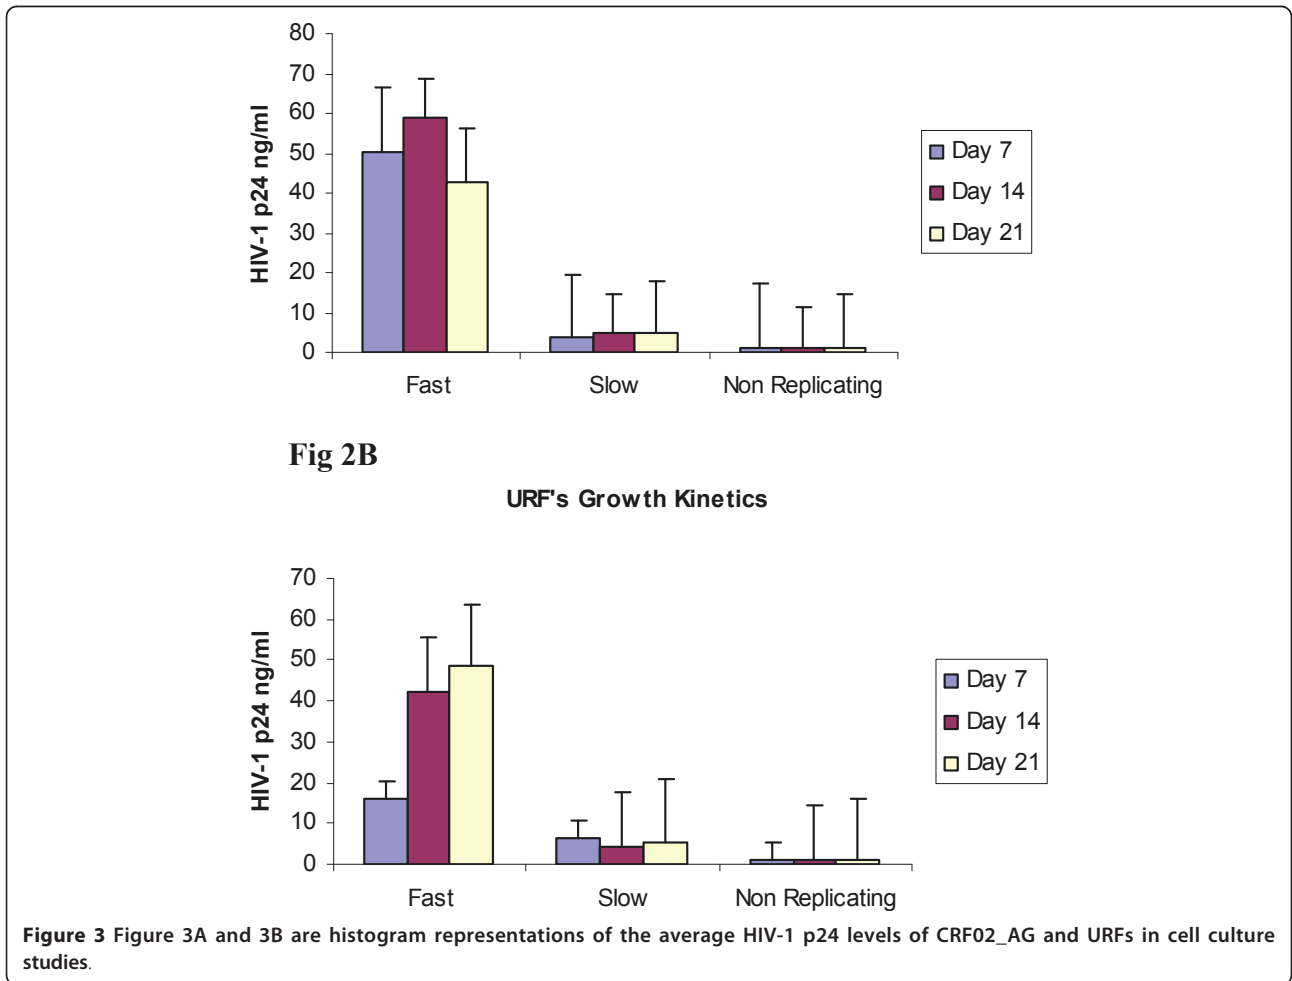 80
70
60
50
40
30
20
10
0
HIV-1 p24 ng/ml
Fast Slow Non Replicating
Day 7
Day 14
Day 21
Fig 2B
URF's Growth Kinetics
70
60
50
40
30
20
10
0
HIV-1 p24 ng/ml
Fast Slow Non Replicating
Day 7
Day 14
Day 21
Figure 3 Figure 3A and 3B are histogram representations of the average HIV-1 p24 levels of CRF02_AG and URFs in cell culture
studies.